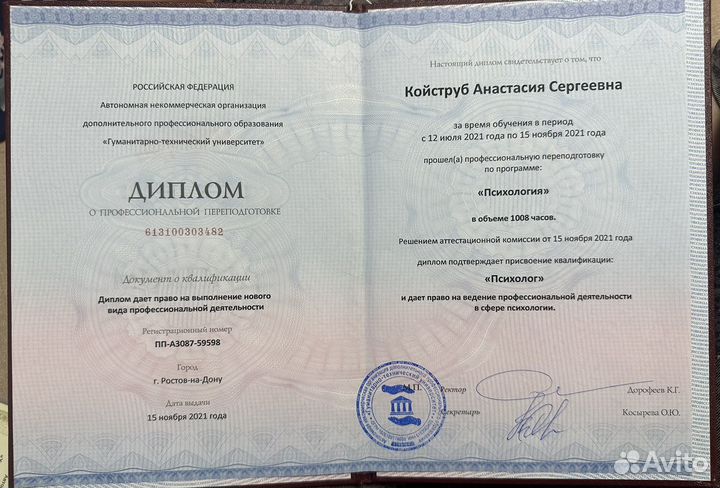 РОССИЙСКАЯ ФЕДЕРАЦИЯ
Автономная некоммерческая организация
дополнительного профессионального образования
«Гуманитарно-технический университет»
ДИПЛОМ
О ПРОФЕССИОНАЛЬНОЙ ПЕРЕПОДГОТОВКЕ
613100303482
Документ о квалификации
Диплом дает право на выполнение нового
вида профессиональной деятельности
Регистрационный номер
ПП-А3087-59598
Город
г. Ростов-на-Дону
Дата выдачи
15 ноября 2021 года
Настоящий диплом свидетельствует о том, что
Койструб Анастасия Сергеевна
за время обучения в период
с 12 июля 2021 года по 15 ноября 2021 года
прошел(а) профессиональную переподготовку
по программе:
«Психология»
в объеме 1008 часов.
Решением аттестационной комиссии от 15 ноября 2021 года
диплом подтверждает присвоение квалификации:
«Психолог»
и дает право на ведение профессиональной деятельности
в сфере психологии.
М.П.
Ректор
Дорофеев К.Г.
Секретарь
Косырева О.Ю.
Avito